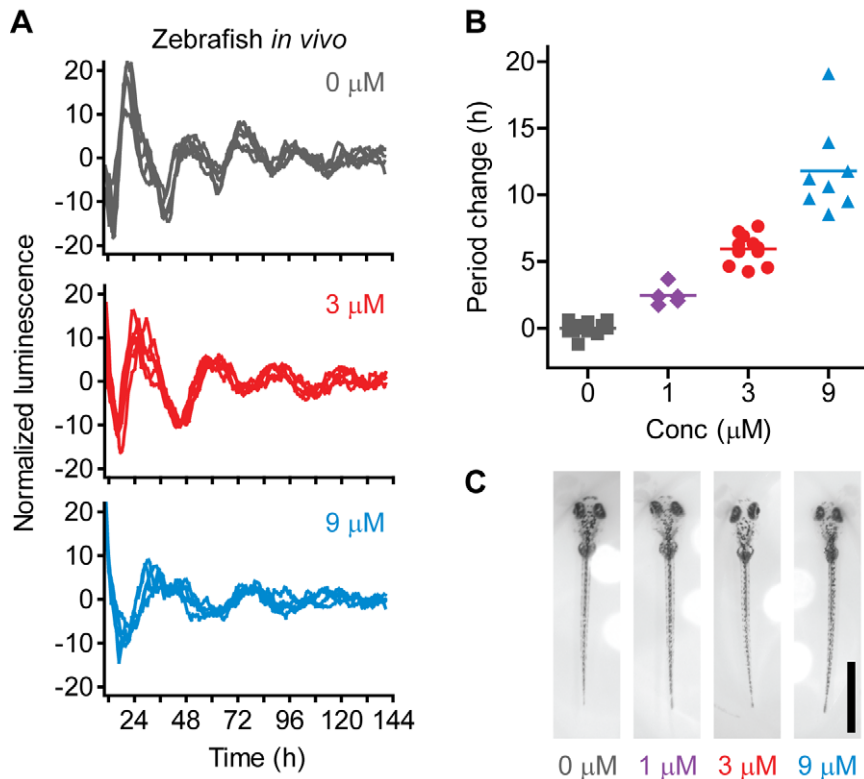 A
Zebrafish in vivo
Normalized luminescence
20
10
0
-10
-20
0 μM
20
10
0
-10
-20
3 μM
20
10
0
-10
-20
9 μM
24 48 72 96 120 144
Time (h)
B
Period change (h)
20
15
10
5
0
0 1 3 9
Conc (μM)
C
0 μM 1 μM 3 μM 9 μM